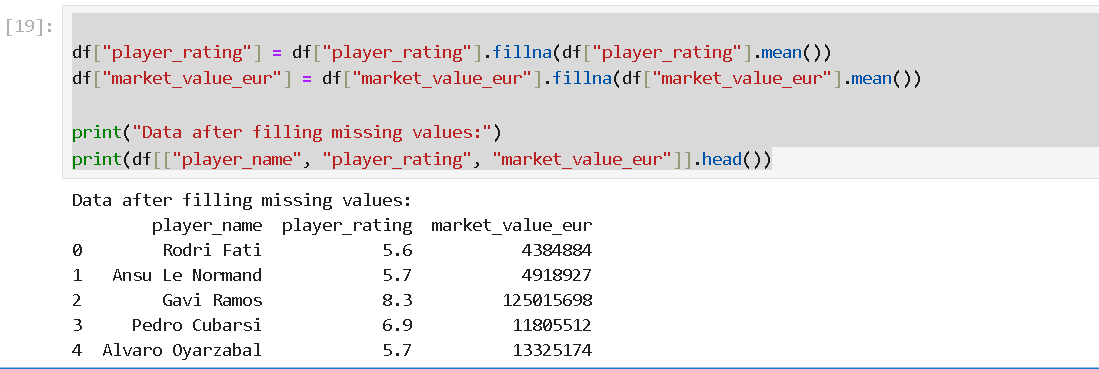 [19]:
df["player_rating"] = df["player_rating"].fillna(df["player_rating"].mean())
df["market_value_eur"] = df["market_value_eur"].fillna(df["market_value_eur"].mean())
print("Data after filling missing values:")
print(df[["player_name", "player_rating", "market_value_eur"]].head())
Data after filling missing values:
player_name player_rating market_value_eur
0 Rodri Fati 5.6 4384884
1 Ansu Le Normand 5.7 4918927
2 Gavi Ramos 8.3 125015698
3 Pedro Cubarsi 6.9 11805512
4 Alvaro Oyarzabal 5.7 13325174